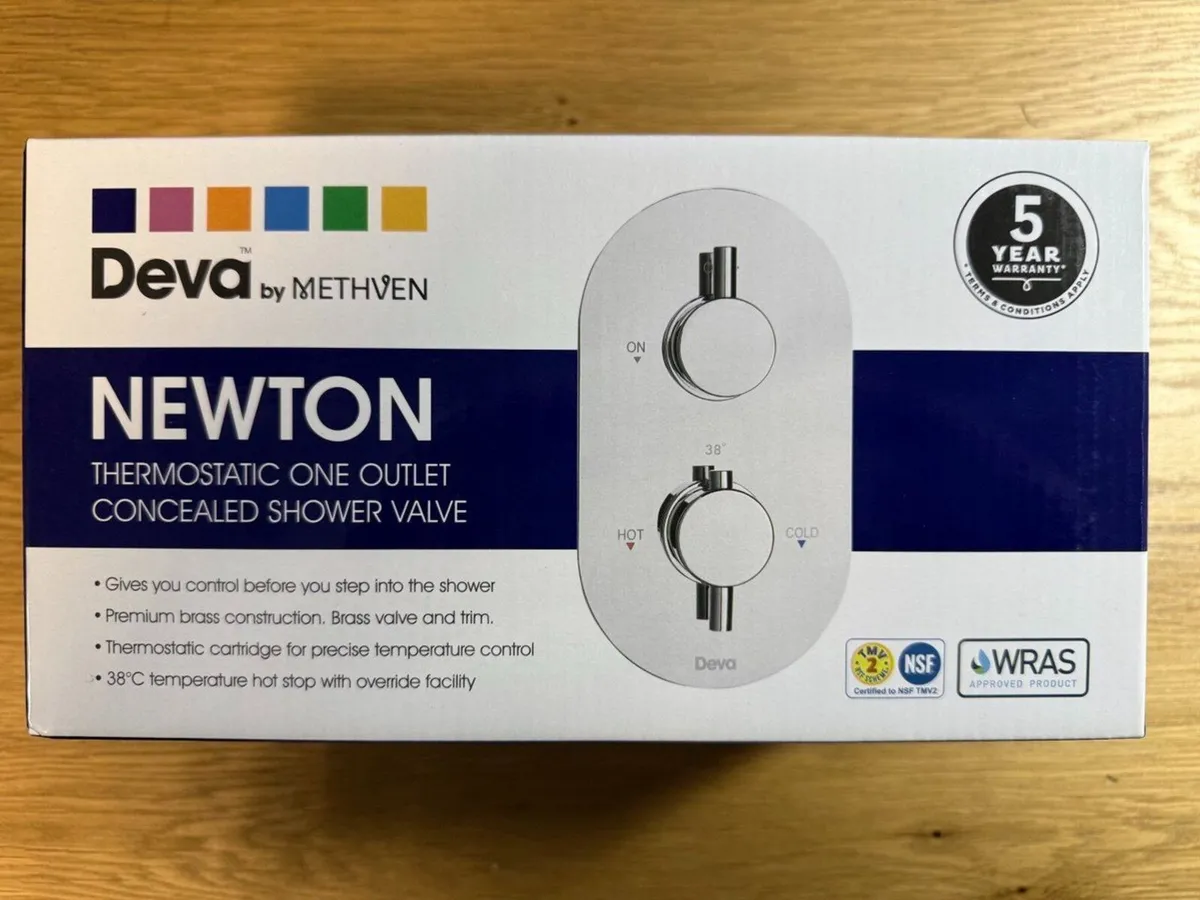 Deva™ by METHVEN
NEWTON
THERMOSTATIC ONE OUTLET
CONCEALED SHOWER VALVE
• Gives you control before you step into the shower
• Premium brass construction. Brass valve and trim.
• Thermostatic cartridge for precise temperature control
• 38°C temperature hot stop with override facility
ON
38°
HOT
COLD
Deva
5
YEAR
WARRANTY*
* TERMS & CONDITIONS APPLY
TMV
2
NSF
Certified to NSF TMV2
WRAS
APPROVED PRODUCT